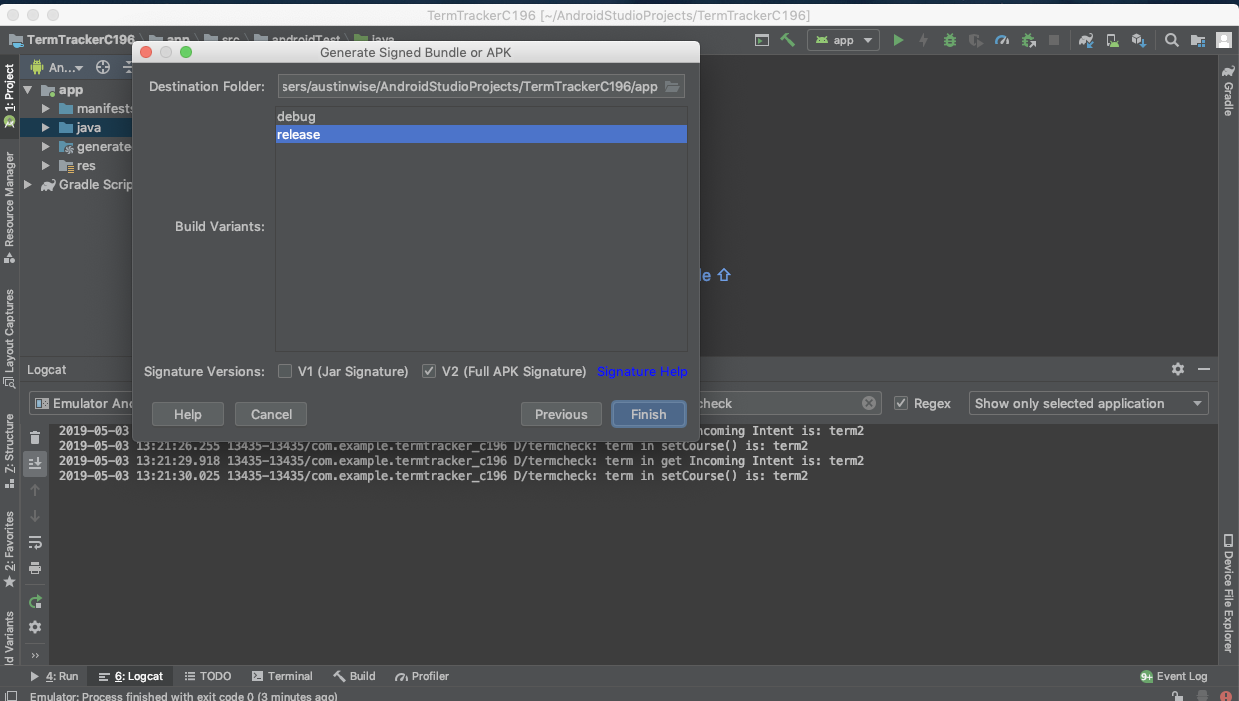 TermTrackerC196 [~/AndroidStudioProjects/TermTrackerC196]
TermTrackerC196 app src androidTest java
app
Generate Signed Bundle or APK
1: Project
Resource Manager
Layout Captures
Z: Structure
2: Favorites
ld Variants
An...
app
manifests
java
generate
res
Gradle Scrip
Destination Folder: sers/austinwise/AndroidStudioProjects/TermTrackerC196/app
debug
release
Build Variants:
Signature Versions: V1 (Jar Signature) V2 (Full APK Signature) Signature Help
Help Cancel Previous Finish
le ⇧
Gradle
Device File Explorer
Logcat
Emulator And check Regex Show only selected application
2019-05-03 ncoming Intent is: term2
2019-05-03 13:21:26.255 13435-13435/com.example.termtracker_c196 D/termcheck: term in setCourse() is: term2
2019-05-03 13:21:29.918 13435-13435/com.example.termtracker_c196 D/termcheck: term in get Incoming Intent is: term2
2019-05-03 13:21:30.025 13435-13435/com.example.termtracker_c196 D/termcheck: term in setCourse() is: term2
4: Run 6: Logcat TODO Terminal Build Profiler 9+ Event Log
Emulator: Process finished with exit code 0 (3 minutes ago)